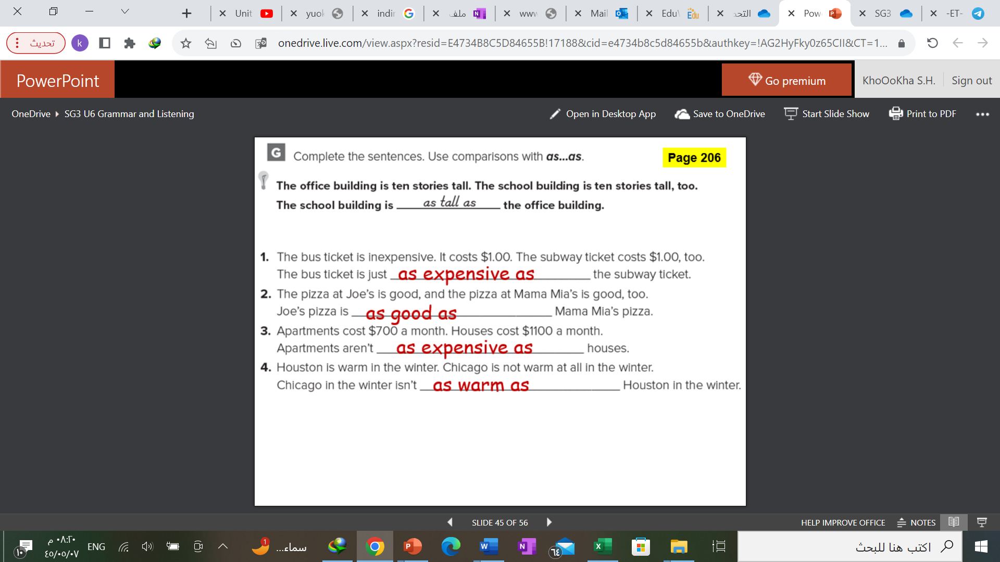 Unit
yuok
indir
ملف
www
Mail
Edu
التحد
Pow
SG3
-ET-
تحديث
k
onedrive.live.com/view.aspx?resid=E4734B8C5D84655B!17188&cid=e4734b8c5d84655b&authkey=!AG2HyFky0z65CII&CT=1...
PowerPoint
Go premium
KhoOoKha S.H.
Sign out
OneDrive
SG3 U6 Grammar and Listening
Open in Desktop App
Save to OneDrive
Start Slide Show
Print to PDF
G Complete the sentences. Use comparisons with as...as.
Page 206
The office building is ten stories tall. The school building is ten stories tall, too.
The school building is as tall as the office building.
1. The bus ticket is inexpensive. It costs $1.00. The subway ticket costs $1.00, too.
The bus ticket is just as expensive as the subway ticket.
2. The pizza at Joe's is good, and the pizza at Mama Mia's is good, too.
Joe's pizza is as good as Mama Mia's pizza.
3. Apartments cost $700 a month. Houses cost $1100 a month.
Apartments aren't as expensive as houses.
4. Houston is warm in the winter. Chicago is not warm at all in the winter.
Chicago in the winter isn't as warm as Houston in the winter.
SLIDE 45 OF 56
HELP IMPROVE OFFICE
NOTES
١٠
٠٨:٢٠ م
٤٥/٠٥/٠٧
ENG
1
سماء...
٦٤
اكتب هنا للبحث